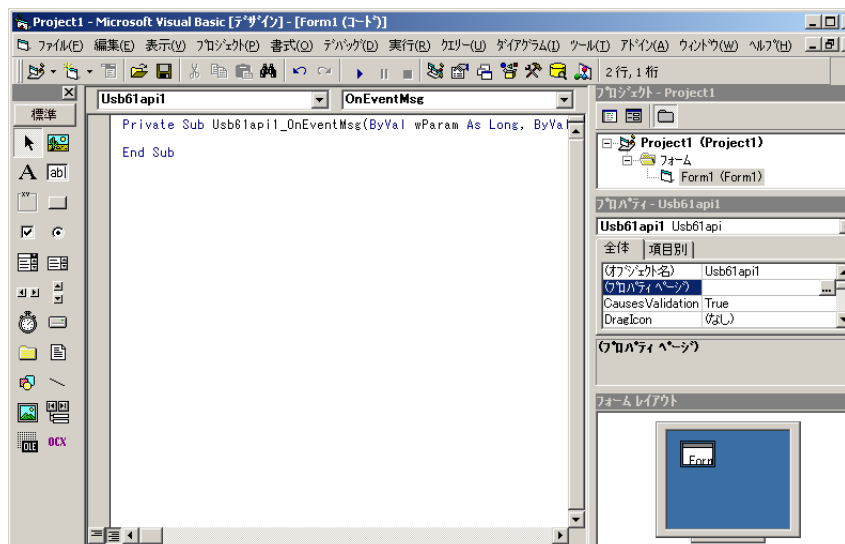 Project1 - Microsoft Visual Basic [ﾃﾞｻﾞｲﾝ] - [Form1 (ｺｰﾄﾞ)]
ﾌｧｲﾙ(F) 編集(E) 表示(V) ﾌﾟﾛｼﾞｪｸﾄ(P) 書式(O) ﾃﾞﾊﾞｯｸﾞ(D) 実行(R) ｸｴﾘｰ(U) ﾀﾞｲｱｸﾞﾗﾑ(I) ﾂｰﾙ(T) ｱﾄﾞｲﾝ(A) ｳｨﾝﾄﾞｳ(W) ﾍﾙﾌﾟ(H)
2 行, 1 桁
標準
A
ab
XY
OLE
OCX
Usb61api1
OnEventMsg
Private Sub Usb61api1_OnEventMsg(ByVal wParam As Long, ByVa
End Sub
ﾌﾟﾛｼﾞｪｸﾄ - Project1
Project1 (Project1)
ﾌｫｰﾑ
Form1 (Form1)
ﾌﾟﾛﾊﾟﾃｨ - Usb61api1
Usb61api1 Usb61api
全体 項目別
(ｵﾌﾞｼﾞｪｸﾄ名) Usb61api1
(ﾌﾟﾛﾊﾟﾃｨ ﾍﾟｰｼﾞ) ...
CausesValidation True
DragIcon (なし)
(ﾌﾟﾛﾊﾟﾃｨ ﾍﾟｰｼﾞ)
ﾌｫｰﾑ ﾚｲｱｳﾄ
Form